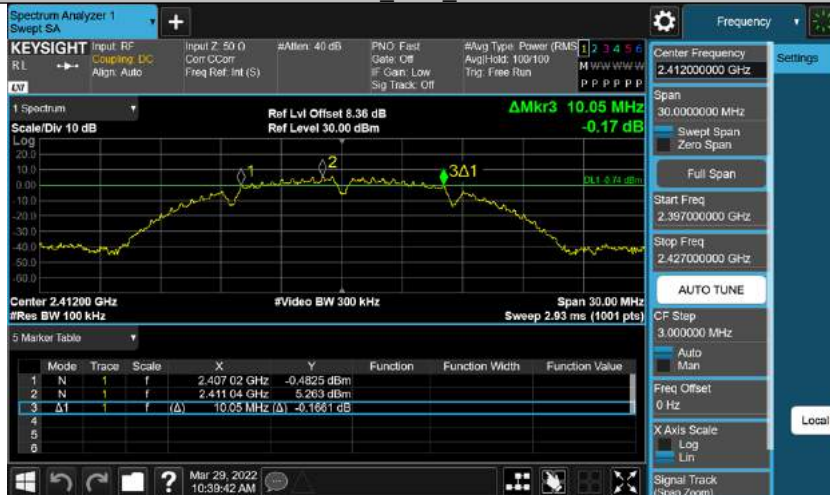 Spectrum Analyzer 1
Swept SA
+
Frequency
KEYSIGHT
RL
LXI
Input: RF
Coupling: DC
Align: Auto
Input Z: 50 Ω
Corr CCorr
Freq Ref: Int (S)
#Atten: 40 dB
PNO: Fast
Gate: Off
IF Gain: Low
Sig Track: Off
#Avg Type: Power (RMS
Avg|Hold: 100/100
Trig: Free Run
1 2 3 4 5 6
M W W W W W
P P P P P P
1 Spectrum
Scale/Div 10 dB
Ref Lvl Offset 8.36 dB
Ref Level 30.00 dBm
ΔMkr3 10.05 MHz
-0.17 dB
Log
20.0
10.0
0.00
-10.0
-20.0
-30.0
-40.0
-50.0
-60.0
1
2
3Δ1
DL1 -0.74 dBm
Center 2.41200 GHz
#Res BW 100 kHz
#Video BW 300 kHz
Span 30.00 MHz
Sweep 2.93 ms (1001 pts)
5 Marker Table
Mode Trace Scale X Y Function Function Width Function Value
1 N 1 f 2.407 02 GHz -0.4825 dBm
2 N 1 f 2.411 04 GHz 5.263 dBm
3 Δ1 1 f (Δ) 10.05 MHz (Δ) -0.1661 dB
4
5
6
?
Mar 29, 2022
10:39:42 AM
Center Frequency
2.412000000 GHz
Settings
Span
30.0000000 MHz
Swept Span
Zero Span
Full Span
Start Freq
2.397000000 GHz
Stop Freq
2.427000000 GHz
AUTO TUNE
CF Step
3.000000 MHz
Auto
Man
Freq Offset
0 Hz
Local
X Axis Scale
Log
Lin
Signal Track
(Span Zoom)